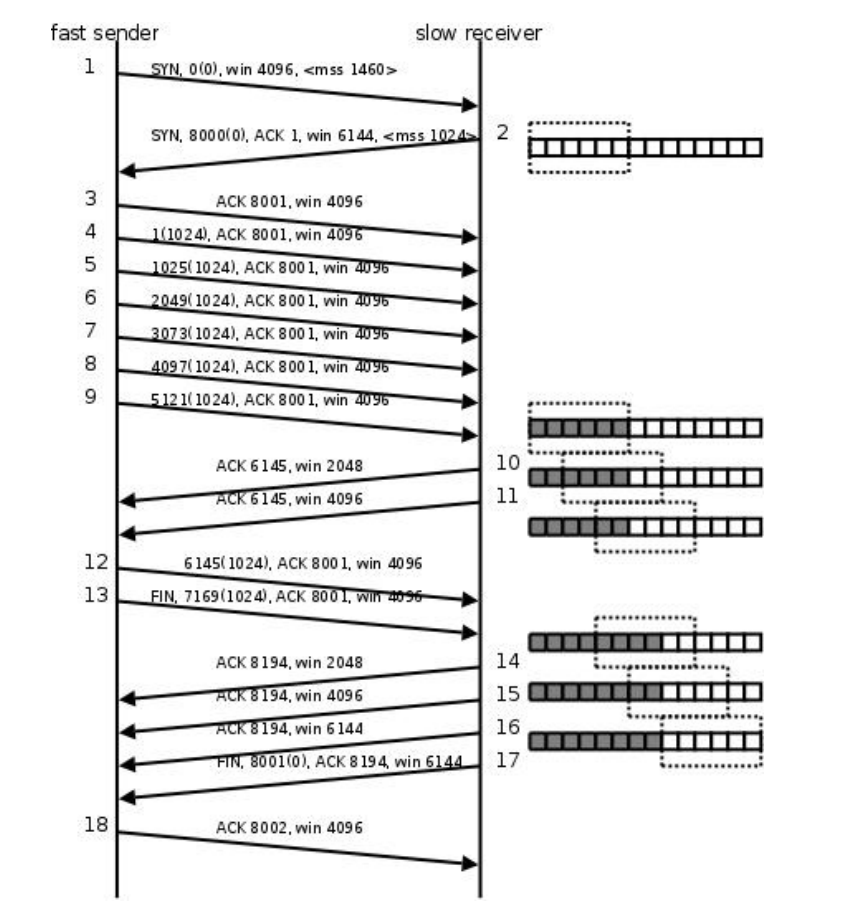 fast sender
slow receiver
1
SYN, 0(0), win 4096, <mss 1460>
SYN, 8000(0), ACK 1, win 6144, <mss 1024>
2
3
ACK 8001, win 4096
4
1(1024), ACK 8001, win 4096
5
1025(1024), ACK 8001, win 4096
6
2049(1024), ACK 8001, win 4096
7
3073(1024), ACK 8001, win 4096
8
4097(1024), ACK 8001, win 4096
9
5121(1024), ACK 8001, win 4096
ACK 6145, win 2048
10
ACK 6145, win 4096
11
12
6145(1024), ACK 8001, win 4096
13
FIN, 7169(1024), ACK 8001, win 4096
ACK 8194, win 2048
14
ACK 8194, win 4096
15
ACK 8194, win 6144
16
FIN, 8001(0), ACK 8194, win 6144
17
18
ACK 8002, win 4096